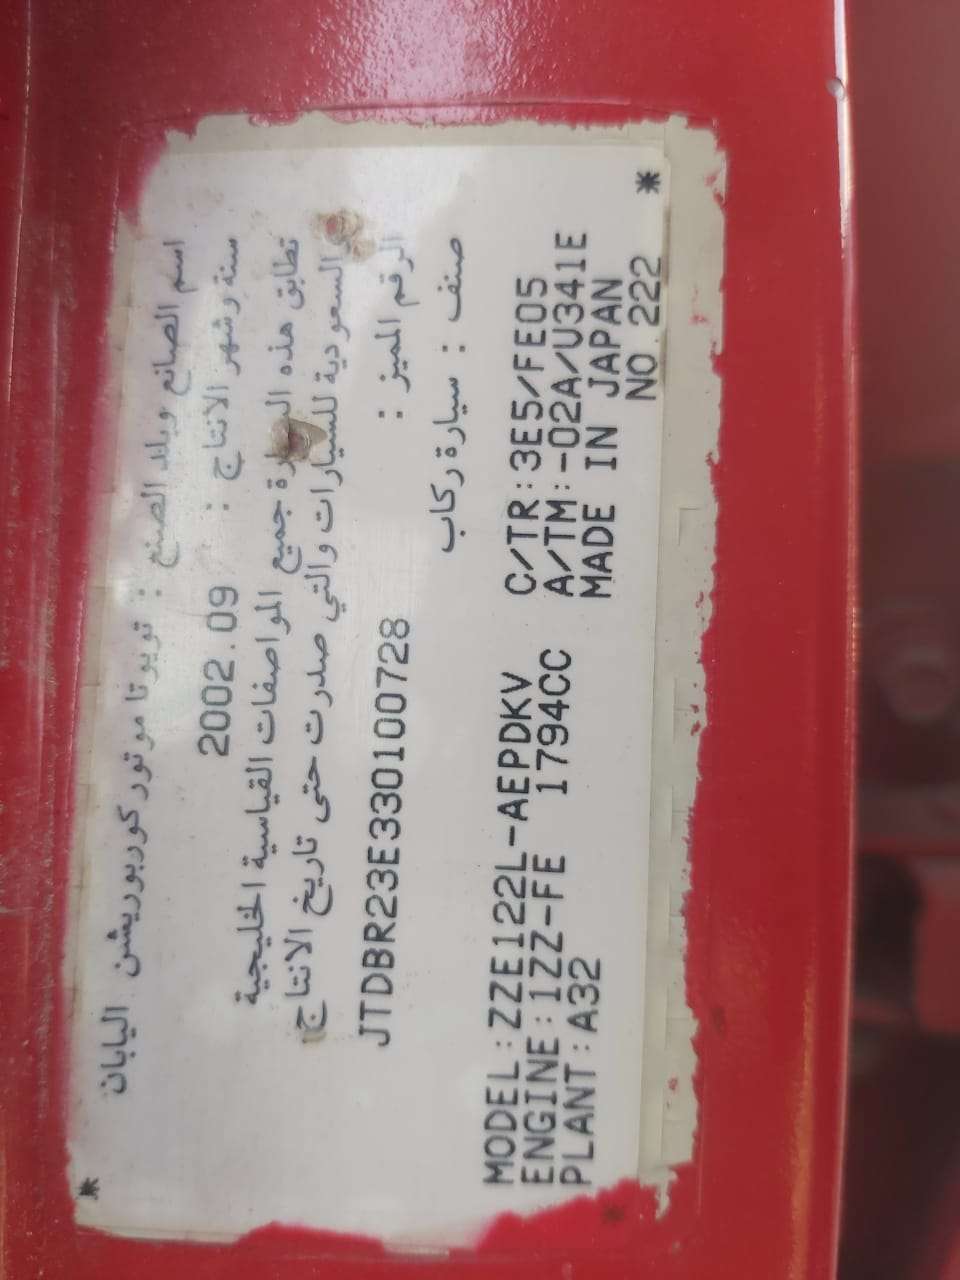 *
اسم الصانع وبلد الصنع : تويوتا موتور كوربوريشن اليابان
سنة وشهر الانتاج : 2002.09
تطابق هذه جميع المواصفات القياسية الخليجية
السعودية للسيارات والتي صدرت حتى تاريخ الانتاج
الرقم المميز : JTDBR23E330100728
صنف : سيارة ركاب
MODEL:ZZE122L-AEPDKV C/TR:3E5/FE05
ENGINE:1ZZ-FE 1794CC A/TM:-02A/U341E
PLANT:A32 MADE IN JAPAN
NO 222
*